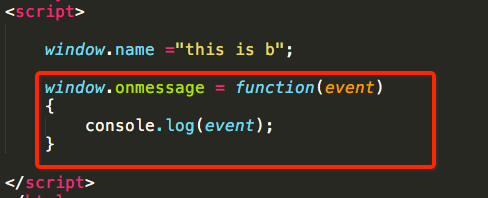 <script>
window.name ="this is b";
window.onmessage = function(event)
{
console.log(event);
}
</script>